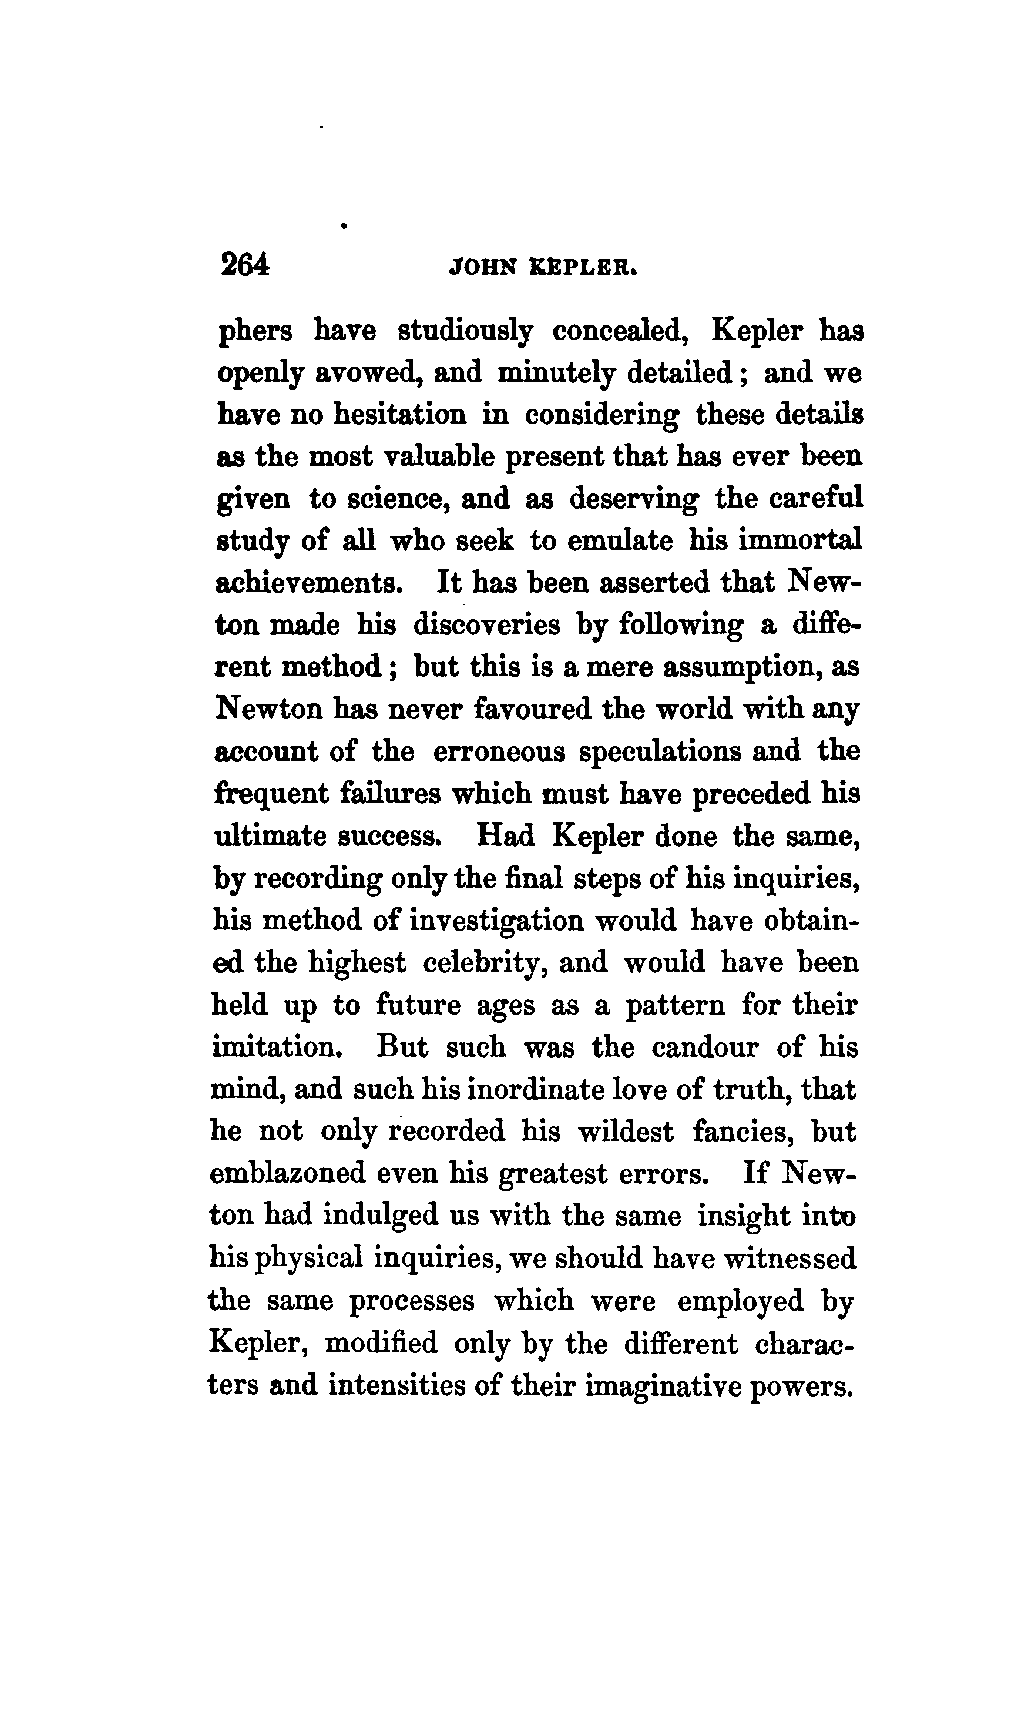 264 JOHN KEPLER.
phers have studiously concealed, Kepler has
openly avowed, and minutely detailed; and we
have no hesitation in considering these details
as the most valuable present that has ever been
given to science, and as deserving the careful
study of all who seek to emulate his immortal
achievements. It has been asserted that New-
ton made his discoveries by following a diffe-
rent method; but this is a mere assumption, as
Newton has never favoured the world with any
account of the erroneous speculations and the
frequent failures which must have preceded his
ultimate success. Had Kepler done the same,
by recording only the final steps of his inquiries,
his method of investigation would have obtain-
ed the highest celebrity, and would have been
held up to future ages as a pattern for their
imitation. But such was the candour of his
mind, and such his inordinate love of truth, that
he not only recorded his wildest fancies, but
emblazoned even his greatest errors. If New-
ton had indulged us with the same insight into
his physical inquiries, we should have witnessed
the same processes which were employed by
Kepler, modified only by the different charac-
ters and intensities of their imaginative powers.